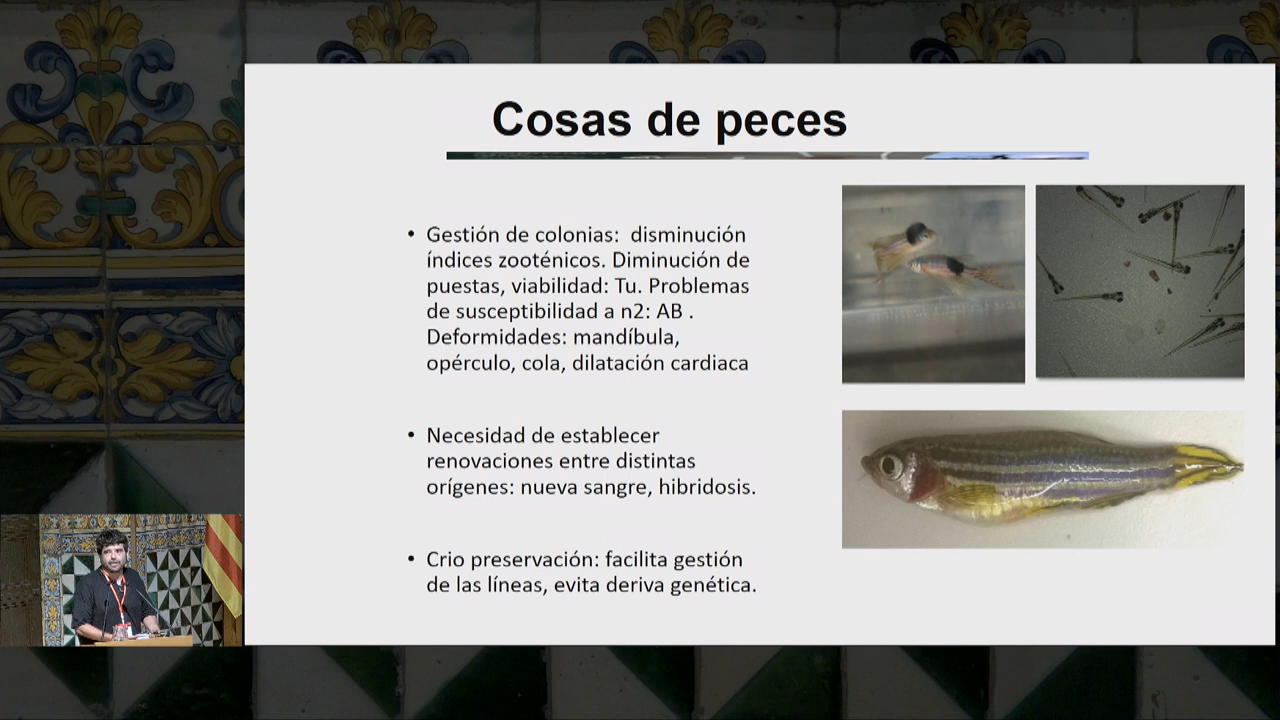 Cosas de peces
• Gestión de colonias:  disminución
índices zooténicos. Diminución de
puestas, viabilidad: Tu. Problemas
de susceptibilidad a n2: AB .
Deformidades: mandíbula,
opérculo, cola, dilatación cardiaca
• Necesidad de establecer
renovaciones entre distintas
orígenes: nueva sangre, hibridosis.
• Crio preservación: facilita gestión
de las líneas, evita deriva genética.